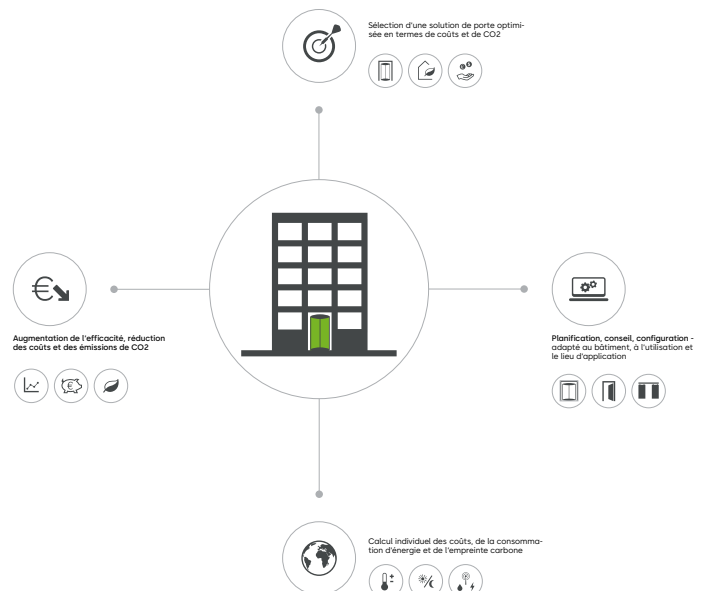 Sélection d'une solution de porte optimi-
sée en termes de coûts et de CO2
Augmentation de l'efficacité, réduction
des coûts et des émissions de CO2
Planification, conseil, configuration -
adapté au bâtiment, à l'utilisation et
le lieu d'application
Calcul individuel des coûts, de la consomma-
tion d'énergie et de l'empreinte carbone